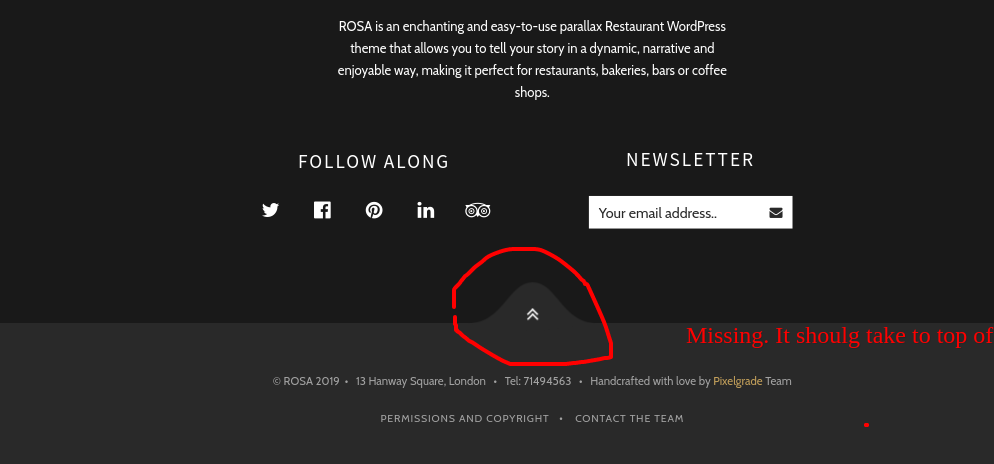 ROSA is an enchanting and easy-to-use parallax Restaurant WordPress
theme that allows you to tell your story in a dynamic, narrative and
enjoyable way, making it perfect for restaurants, bakeries, bars or coffee
shops.
FOLLOW ALONG
NEWSLETTER
Your email address..
Missing. It shoulg take to top of
© ROSA 2019 • 13 Hanway Square, London • Tel: 71494563 • Handcrafted with love by Pixelgrade Team
PERMISSIONS AND COPYRIGHT • CONTACT THE TEAM